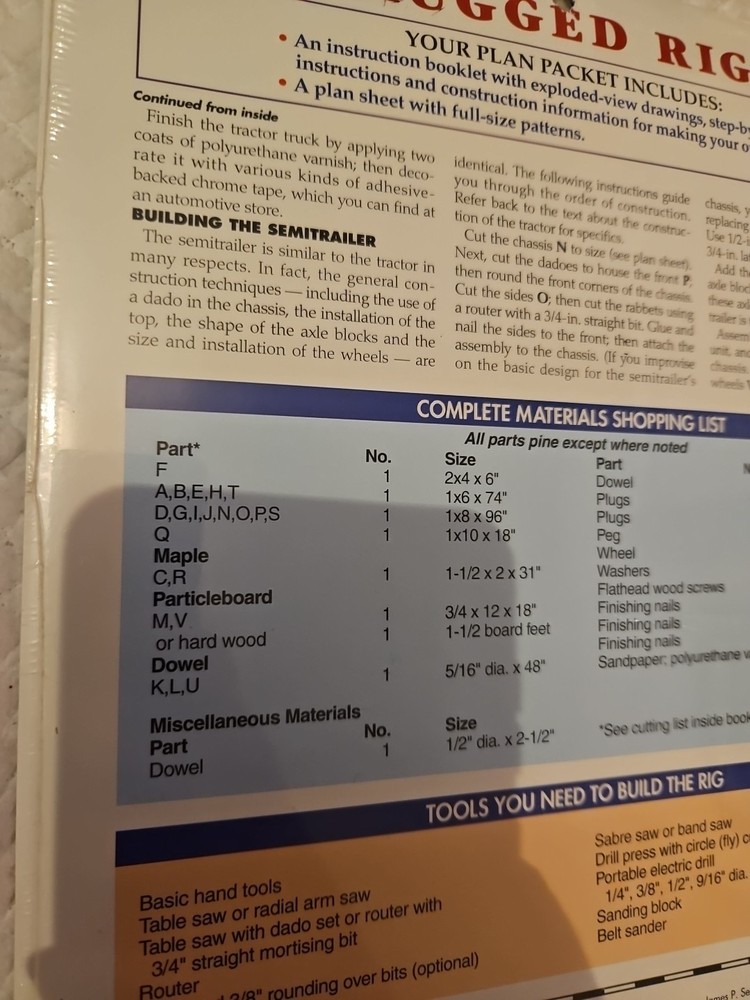 RUGGED RIG
YOUR PLAN PACKET INCLUDES:
• An instruction booklet with exploded-view drawings, step-by
instructions and construction information for making your
• A plan sheet with full-size patterns.
Continued from inside
Finish the tractor truck by applying two
coats of polyurethane varnish; then deco-
rate it with various kinds of adhesive-
backed chrome tape, which you can find at
an automotive store.
BUILDING THE SEMITRAILER
The semitrailer is similar to the tractor in
many respects. In fact, the general con-
struction techniques — including the use of
a dado in the chassis, the installation of the
top, the shape of the axle blocks and the
size and installation of the wheels — are
identical. The following instructions guide
you through the order of construction.
Refer back to the text about the construc-
tion of the tractor for specifics.
Cut the chassis N to size (see plan sheet).
Next, cut the dadoes to house the front P;
then round the front corners of the chassis.
Cut the sides O; then cut the rabbets using
a router with a 3/4-in. straight bit. Glue and
nail the sides to the front; then attach the
assembly to the chassis. (If you improvise
on the basic design for the semitrailer's
chassis, y
replacing
Use 1/2-i
3/4-in. la
Add th
axle bloc
these axl
trailer is
Assem
unit, and
chassis.
wheels
COMPLETE MATERIALS SHOPPING LIST
All parts pine except where noted
Part* No. Size
F 1 2x4 x 6"
A,B,E,H,T 1 1x6 x 74"
D,G,I,J,N,O,P,S 1 1x8 x 96"
Q 1 1x10 x 18"
Maple
C,R 1 1-1/2 x 2 x 31"
Particleboard
M,V 1 3/4 x 12 x 18"
or hard wood 1 1-1/2 board feet
Dowel
K,L,U 1 5/16" dia. x 48"
Miscellaneous Materials
Part No. Size
Dowel 1 1/2" dia. x 2-1/2"
Part N
Dowel
Plugs
Plugs
Peg
Wheel
Washers
Flathead wood screws
Finishing nails
Finishing nails
Finishing nails
Sandpaper: polyurethane v
*See cutting list inside book
TOOLS YOU NEED TO BUILD THE RIG
Basic hand tools
Table saw or radial arm saw
Table saw with dado set or router with
3/4" straight mortising bit
Router
3/8" rounding over bits (optional)
Sabre saw or band saw
Drill press with circle (fly) c
Portable electric drill
1/4", 3/8", 1/2", 9/16" dia.
Sanding block
Belt sander
James P. Se